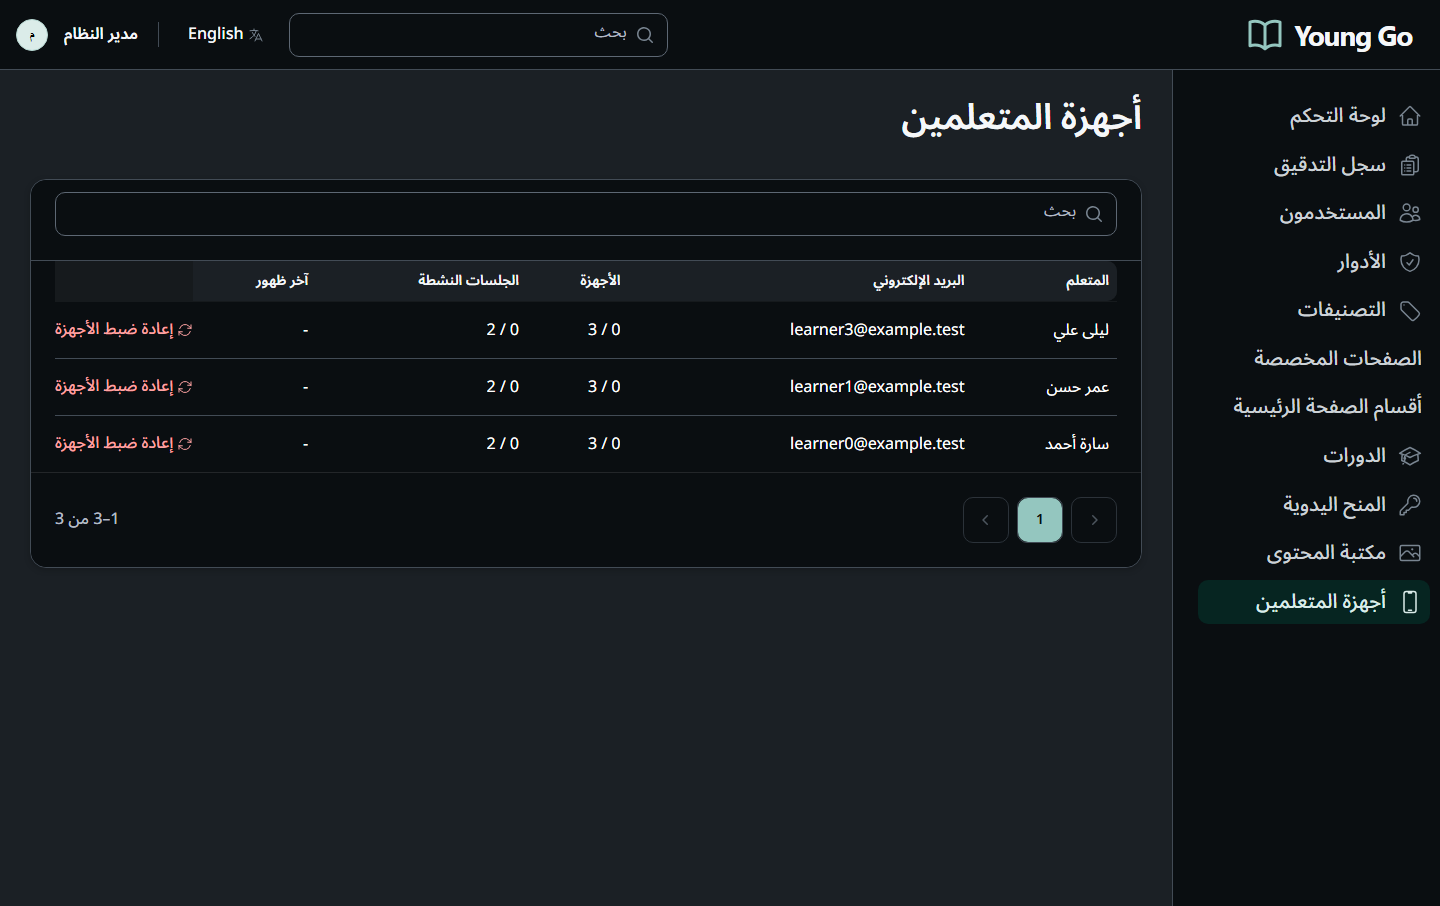 Young Go
بحث
English
مدير النظام
م
لوحة التحكم
سجل التدقيق
المستخدمون
الأدوار
التصنيفات
الصفحات المخصصة
أقسام الصفحة الرئيسية
الدورات
المنح اليدوية
مكتبة المحتوى
أجهزة المتعلمين
أجهزة المتعلمين
بحث
المتعلم البريد الإلكتروني الأجهزة الجلسات النشطة آخر ظهور
ليلى علي learner3@example.test 3 / 0 2 / 0 - إعادة ضبط الأجهزة
عمر حسن learner1@example.test 3 / 0 2 / 0 - إعادة ضبط الأجهزة
سارة أحمد learner0@example.test 3 / 0 2 / 0 - إعادة ضبط الأجهزة
1
1–3 من 3